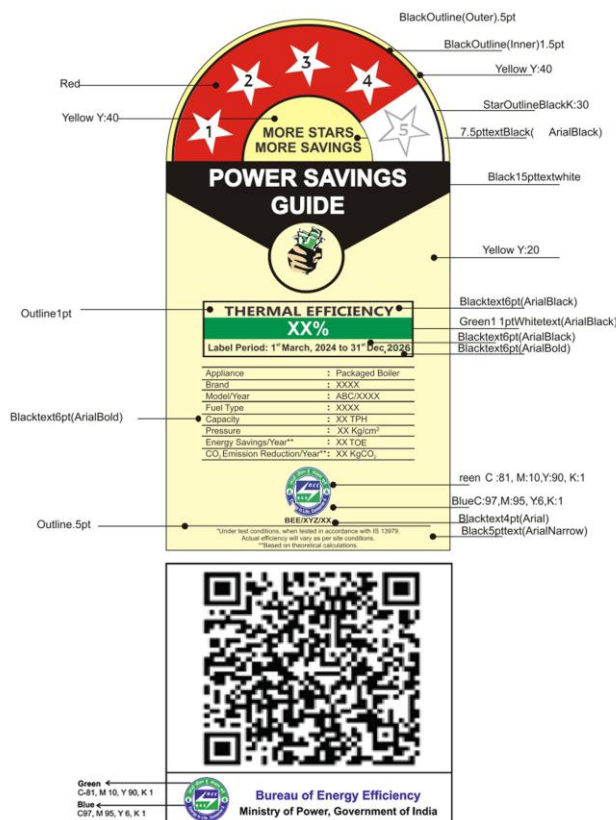 BlackOutline(Outer).5pt
BlackOutline(Inner)1.5pt
Yellow Y:40
Red
StarOutlineBlackK:30
Yellow Y:40
7.5pttextBlack( ArialBlack)
1
2
3
4
5
MORE STARS
MORE SAVINGS
POWER SAVINGS
GUIDE
Black15pttextwhite
Yellow Y:20
Outline1pt
THERMAL EFFICIENCY
Blacktext6pt(ArialBlack)
XX%
Green1 1ptWhitetext(ArialBlack)
Blacktext6pt(ArialBlack)
Label Period: 1st March, 2024 to 31st Dec, 2026
Blacktext6pt(ArialBold)
Appliance : Packaged Boiler
Brand : XXXX
Model/Year : ABC/XXXX
Fuel Type : XXXX
Capacity : XX TPH
Pressure : XX Kg/cm²
Energy Savings/Year** : XX TOE
CO₂ Emission Reduction/Year**: XX KgCO₂
Blacktext6pt(ArialBold)
reen C :81, M:10,Y:90, K:1
BEE
BlueC:97,M:95, Y:6,K:1
BEE/XYZ/XX
Blacktext4pt(Arial)
Outline.5pt
*Under test conditions, when tested in accordance with IS 13979.
Actual efficiency will vary as per site conditions.
**Based on theoretical calculations.
Black5pttext(ArialNarrow)
Green
C-81, M 10, Y 90, K 1
Blue
C97, M 95, Y 6, K 1
Bureau of Energy Efficiency
Ministry of Power, Government of India